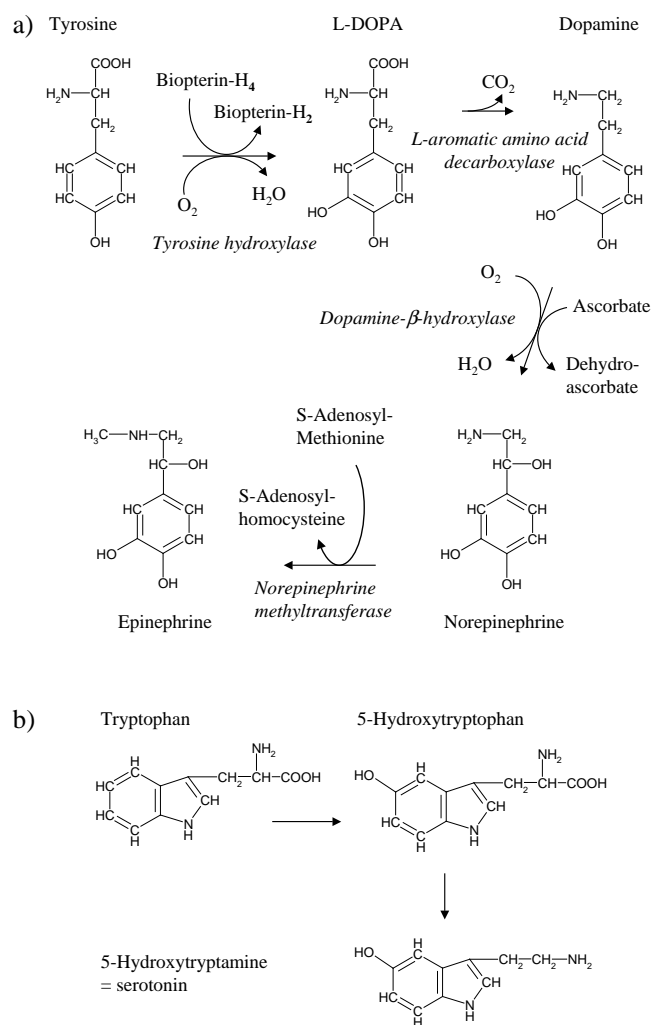 a)
Tyrosine
L-DOPA
Dopamine
COOH
H2N—CH
CH2
HC
CH
HC
CH
OH
Biopterin-H4
Biopterin-H2
O2
H2O
Tyrosine hydroxylase
COOH
H2N—CH
CH2
HC
CH
CH
HO
OH
CO2
L-aromatic amino acid
decarboxylase
H2N—CH2
CH2
HC
CH
CH
HO
OH
O2
Dopamine-β-hydroxylase
Ascorbate
H2O
Dehydro-
ascorbate
H3C—NH—CH2
CH—OH
HC
CH
CH
HO
OH
Epinephrine
S-Adenosyl-
Methionine
S-Adenosyl-
homocysteine
Norepinephrine
methyltransferase
H2N—CH2
CH—OH
HC
CH
CH
HO
OH
Norepinephrine
b)
Tryptophan
5-Hydroxytryptophan
NH2
CH2—CH—COOH
H
C
HC
HC
C
H
CH
N
H
NH2
CH2—CH—COOH
HO
H
C
HC
C
H
CH
N
H
5-Hydroxytryptamine
= serotonin
HO
H
C
CH2—CH2—NH2
HC
C
H
CH
N
H